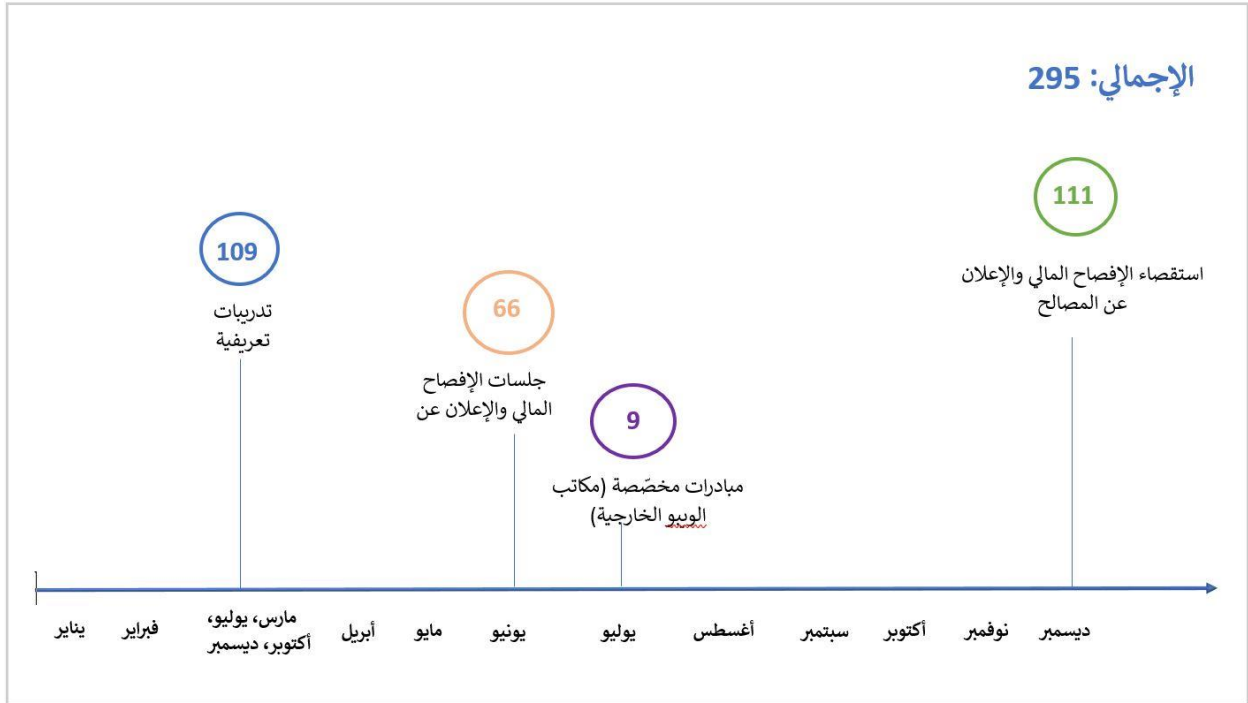 الإجمالي: 295
111
استقصاء الإفصاح المالي والإعلان
عن المصالح
109
تدريبات
تعريفية
66
جلسات الإفصاح
المالي والإعلان عن
9
مبادرات مخصّصة (مكاتب
الويبو الخارجية)
يناير
فبراير
مارس، يوليو،
أكتوبر، ديسمبر
أبريل
مايو
يونيو
يوليو
أغسطس
سبتمبر
أكتوبر
نوفمبر
ديسمبر